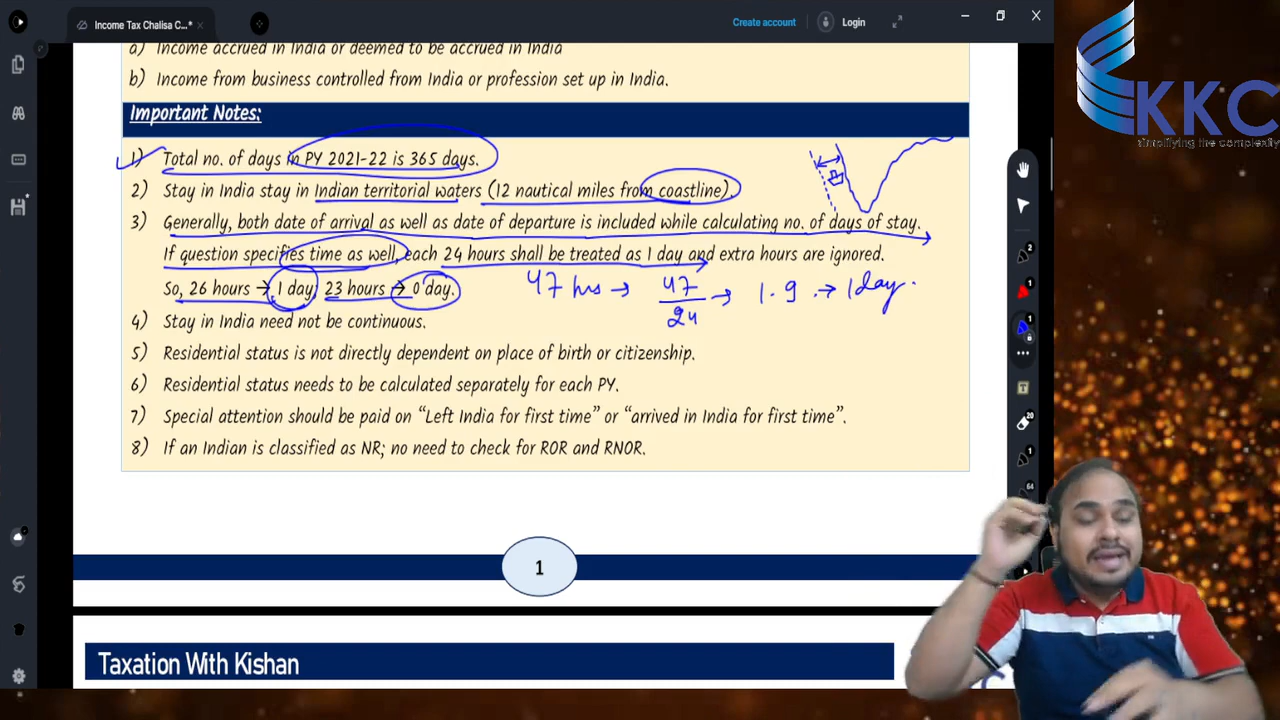 Income Tax Chalisa C...*
Create account
Login
a) Income accrued in India or deemed to be accrued in India
b) Income from business controlled from India or profession set up in India.
Important Notes:
1) Total no. of days in PY 2021-22 is 365 days.
2) Stay in India stay in Indian territorial waters (12 nautical miles from coastline).
3) Generally, both date of arrival as well as date of departure is included while calculating no. of days of stay.
If question specifies time as well, each 24 hours shall be treated as 1 day and extra hours are ignored.
So, 26 hours → 1 day, 23 hours → 0 day.
47 hrs → 47/24 → 1.9 → 1 day.
4) Stay in India need not be continuous.
5) Residential status is not directly dependent on place of birth or citizenship.
6) Residential status needs to be calculated separately for each PY.
7) Special attention should be paid on “Left India for first time” or “arrived in India for first time”.
8) If an Indian is classified as NR; no need to check for ROR and RNOR.
1
Taxation With Kishan
KKC
simplifying the complexity
2
1
1
T
20
1
64